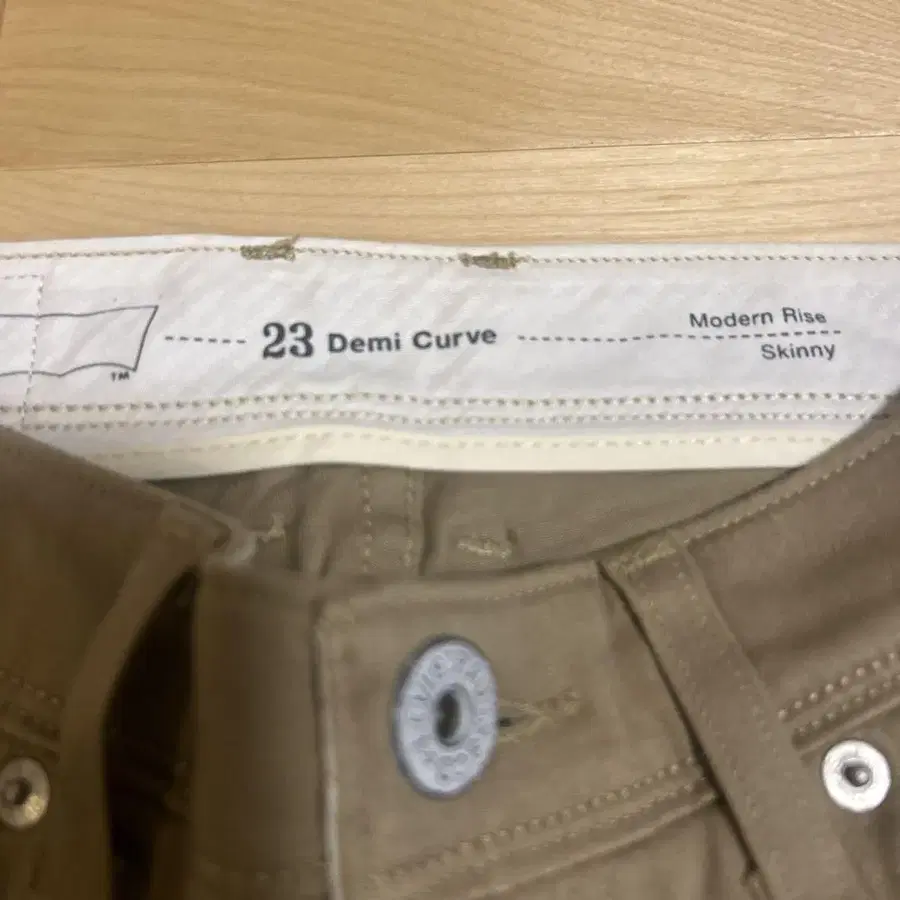 TM
23 Demi Curve
Modern Rise
Skinny